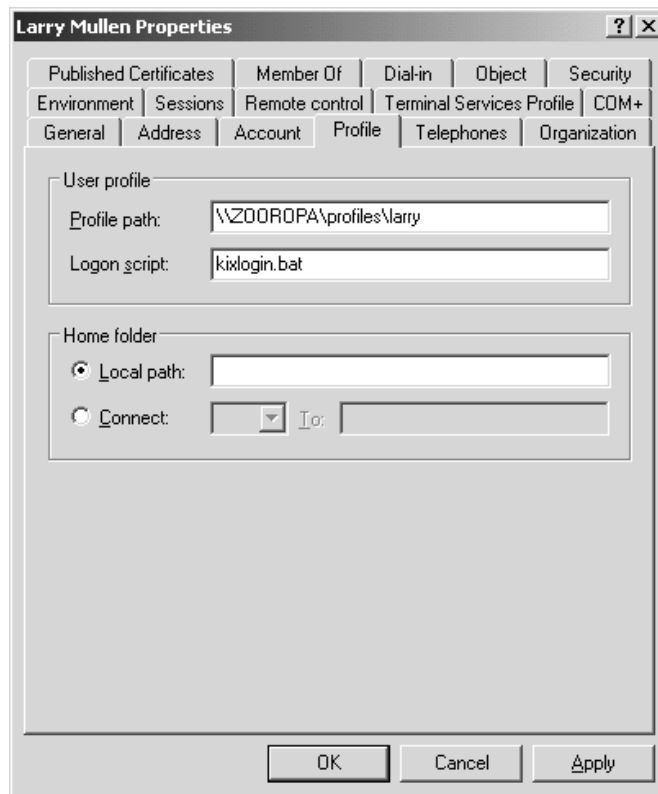 Larry Mullen Properties
Published Certificates Member Of Dial-in Object Security
Environment Sessions Remote control Terminal Services Profile COM+
General Address Account Profile Telephones Organization
User profile
Profile path: \\ZOOROPA\profiles\larry
Logon script: kixlogin.bat
Home folder
Local path:
Connect: To:
OK Cancel Apply